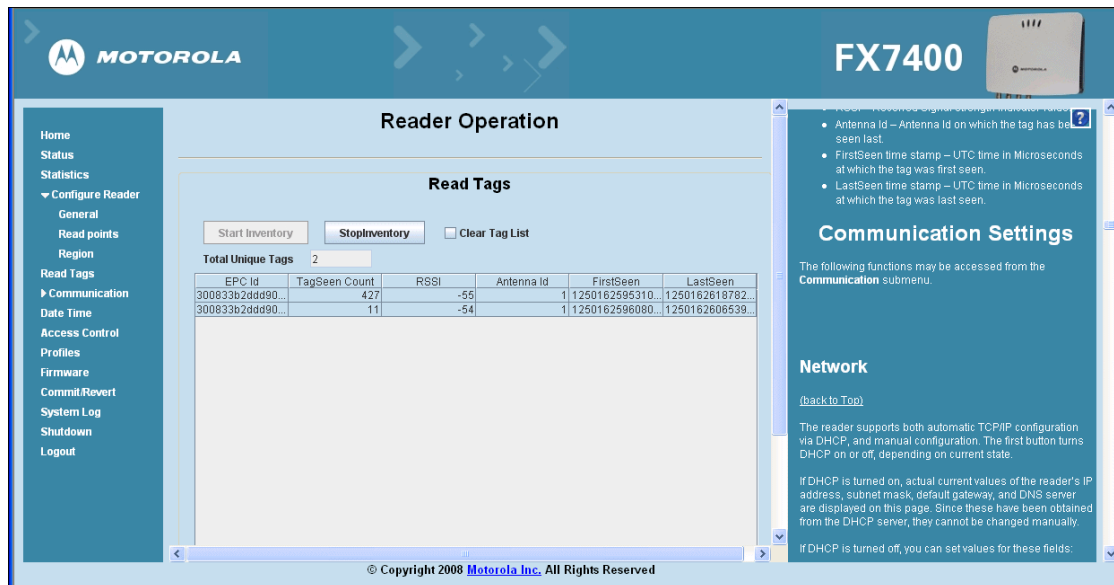 MOTOROLA
FX7400
Home
Status
Statistics
Configure Reader
General
Read points
Region
Read Tags
Communication
Date Time
Access Control
Profiles
Firmware
Commit/Revert
System Log
Shutdown
Logout
Reader Operation
Read Tags
Start Inventory StopInventory Clear Tag List
Total Unique Tags 2
EPC Id TagSeen Count RSSI Antenna Id FirstSeen LastSeen
300833b2ddd90... 427 -55 1 1250162595310... 1250162618782...
300833b2ddd90... 11 -54 1 1250162596080... 1250162606539...
?
• Antenna Id – Antenna Id on which the tag has
seen last.
• FirstSeen time stamp – UTC time in Microseconds
at which the tag was first seen.
• LastSeen time stamp – UTC time in Microseconds
at which the tag was last seen.
Communication Settings
The following functions may be accessed from the
Communication submenu.
Network
(back to Top)
The reader supports both automatic TCP/IP configuration
via DHCP, and manual configuration. The first button turns
DHCP on or off, depending on current state.
If DHCP is turned on, actual current values of the reader's IP
address, subnet mask, default gateway, and DNS server
are displayed on this page. Since these have been obtained
from the DHCP server, they cannot be changed manually.
If DHCP is turned off, you can set values for these fields:
© Copyright 2008 Motorola Inc. All Rights Reserved